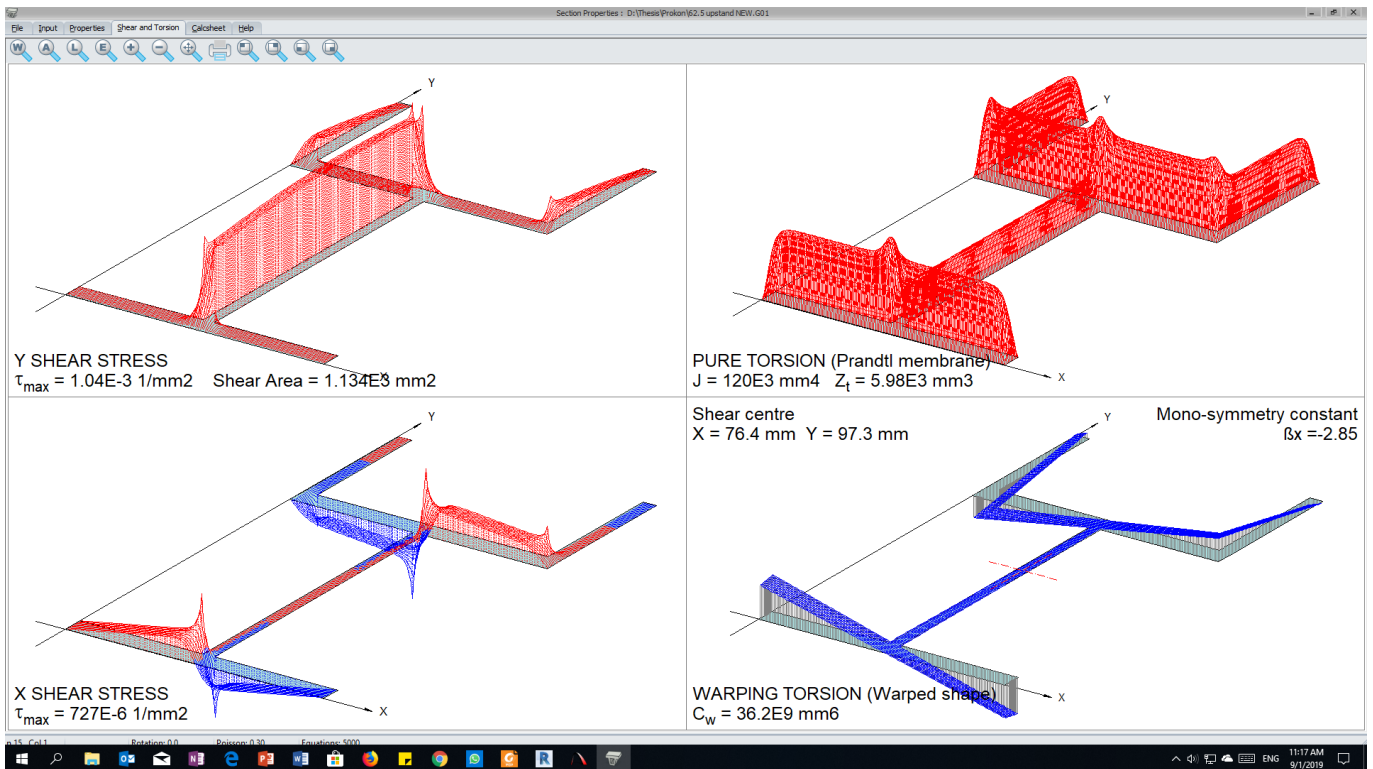 Section Properties : D:\Thesis\Prokon\62.5 upstand NEW.G01
File Input Properties Shear and Torsion Calcsheet Help
W A L E
Y
Y SHEAR STRESS
τmax = 1.04E-3 1/mm2 Shear Area = 1.134E3 mm2
X
Y
PURE TORSION (Prandtl membrane)
J = 120E3 mm4 Zt = 5.98E3 mm3
X
Y
X SHEAR STRESS
τmax = 727E-6 1/mm2
X
Shear centre
X = 76.4 mm Y = 97.3 mm
Mono-symmetry constant
ßx =-2.85
Y
WARPING TORSION (Warped shape)
Cw = 36.2E9 mm6
X
Col 1 Rotation: 0.0 Poisson: 0.30 Equations: 5000
ENG
11:17 AM
9/1/2019